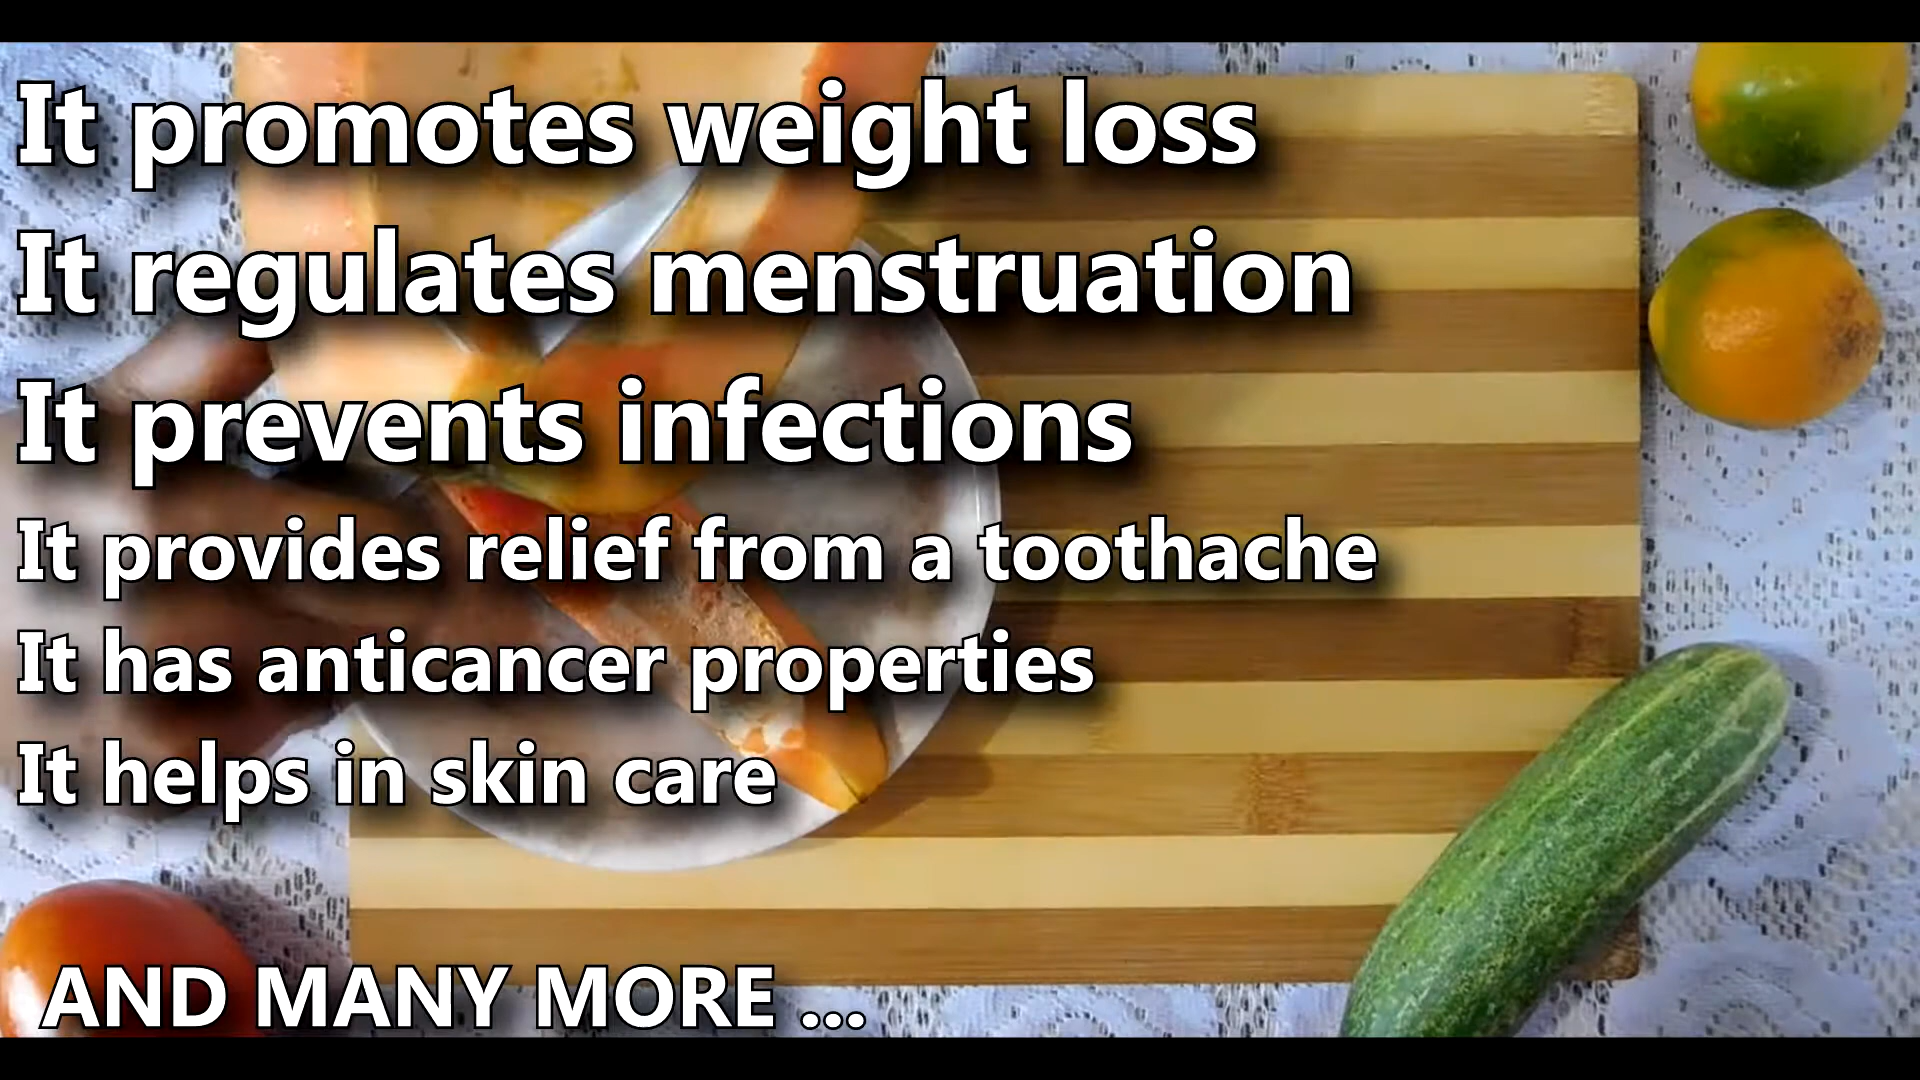 It promotes weight loss
It regulates menstruation
It prevents infections
It provides relief from a toothache
It has anticancer properties
It helps in skin care
AND MANY MORE ...